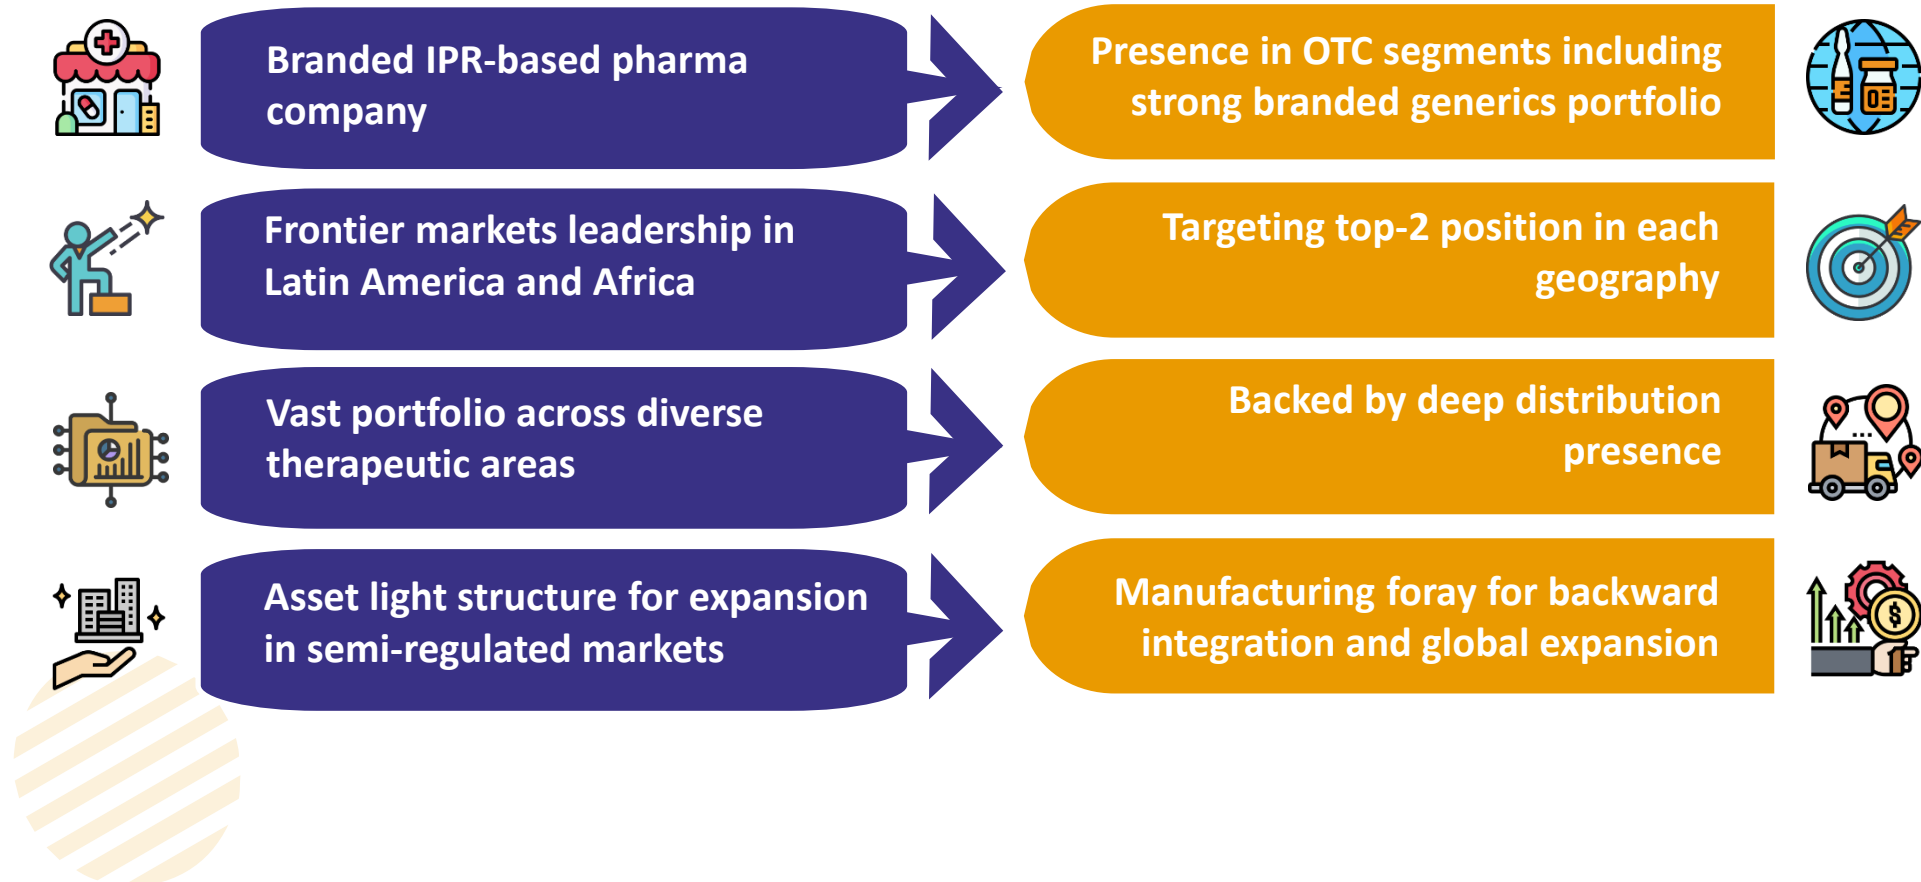 Branded IPR-based pharma
company
Presence in OTC segments including
strong branded generics portfolio
Frontier markets leadership in
Latin America and Africa
Targeting top-2 position in each
geography
Vast portfolio across diverse
therapeutic areas
Backed by deep distribution
presence
Asset light structure for expansion
in semi-regulated markets
Manufacturing foray for backward
integration and global expansion